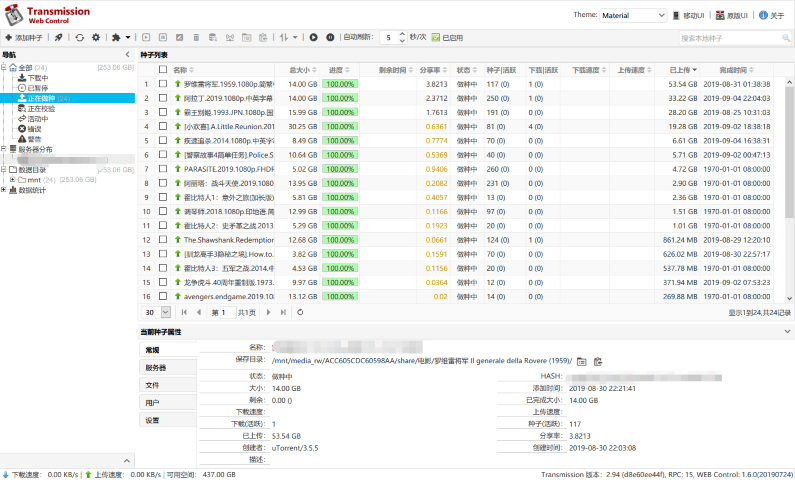 Transmission
Web Control
Theme: Material 移动UI 原版UI 关于
添加种子 自动刷新: 5 秒/次 已启用 搜索本地种子
导航
全部 (24) [253.06 GB]
下载中
已暂停
正在做种 (24)
正在校验
活动中
错误
警告
服务器分布
数据目录 [253.06 GB]
mnt (24) [253.06 GB]
数据统计
种子列表
名称 总大小 进度 剩余时间 分享率 状态 种子|活跃 下载|活跃 下载速度 上传速度 已上传 完成时间
1 罗维雷将军.1959.1080p.简繁 14.00 GB 100.00% 3.8213 做种中 117 (0) 1 (0) 53.54 GB 2019-08-31 01:38:38
2 阿拉丁.2019.1080p.中英字幕 14.00 GB 100.00% 2.3712 做种中 250 (0) 1 (0) 33.22 GB 2019-09-04 22:04:03
3 霸王别姬.1993.JPN.1080p.国 15.99 GB 100.00% 1.7613 做种中 191 (0) 0 (0) 28.20 GB 2019-08-25 10:31:03
4 [小欢喜].A.Little.Reunion.201 30.25 GB 100.00% 0.6361 做种中 81 (0) 4 (0) 19.28 GB 2019-09-02 18:38:18
5 疾速追杀.2014.1080p.中英字 8.49 GB 100.00% 0.7774 做种中 70 (0) 0 (0) 6.61 GB 2019-09-04 16:38:31
6 [警察故事4简单任务].Police.S 10.64 GB 100.00% 0.5369 做种中 40 (0) 0 (0) 5.71 GB 2019-09-02 00:47:13
7 PARASITE.2019.1080p.FHDR 5.02 GB 100.00% 0.9406 做种中 260 (0) 0 (0) 4.72 GB 1970-01-01 08:00:00
8 阿丽塔：战斗天使.2019.1080 13.95 GB 100.00% 0.2082 做种中 231 (0) 0 (0) 2.90 GB 1970-01-01 08:00:00
9 霍比特人1：意外之旅(加长版) 5.81 GB 100.00% 0.4057 做种中 13 (0) 0 (0) 2.36 GB 1970-01-01 08:00:00
10 调琴师.2018.1080p.印地语.简 12.99 GB 100.00% 0.1166 做种中 97 (0) 0 (0) 1.51 GB 1970-01-01 08:00:00
11 霍比特人2：史矛革之战.2013. 5.29 GB 100.00% 0.1923 做种中 20 (0) 0 (0) 1.01 GB 1970-01-01 08:00:00
12 The.Shawshank.Redemption 12.68 GB 100.00% 0.0661 做种中 124 (0) 1 (0) 861.24 MB 2019-08-29 12:20:10
13 [驯龙高手3隐秘之境].How.to. 3.82 GB 100.00% 0.1591 做种中 70 (0) 0 (0) 626.02 MB 2019-08-30 22:57:17
14 霍比特人3：五军之战.2014.中 4.53 GB 100.00% 0.1156 做种中 20 (0) 0 (0) 537.78 MB 1970-01-01 08:00:00
15 龙争虎斗.40周年重制版.1973. 9.97 GB 100.00% 0.0364 做种中 12 (0) 0 (0) 371.94 MB 2019-09-02 07:53:23
16 avengers.endgame.2019.10 13.12 GB 100.00% 0.02 做种中 14 (0) 0 (0) 269.88 MB 1970-01-01 08:00:00
30 第 1 共1页 显示1到24,共24记录
当前种子属性
常规
服务器
文件
用户
设置
名称:
保存目录: /mnt/media_rw/ACC605CDC60598AA/share/电影/罗维雷将军 Il generale della Rovere (1959)/
状态: 做种中 HASH:
大小: 14.00 GB 添加时间: 2019-08-30 22:21:41
剩余: 0.00 () 已完成大小: 14.00 GB
下载速度: 上传速度:
下载(活跃): 1 种子(活跃): 117
已上传: 53.54 GB 分享率: 3.8213
创建者: uTorrent/3.5.5 创建时间: 2019-08-30 22:03:08
描述:
下载速度: 0.00 KB/s | 上传速度: 0.00 KB/s | 可用空间: 437.00 GB Transmission 版本: 2.94 (d8e60ee44f), RPC: 15, WEB Control: 1.6.0(20190724)